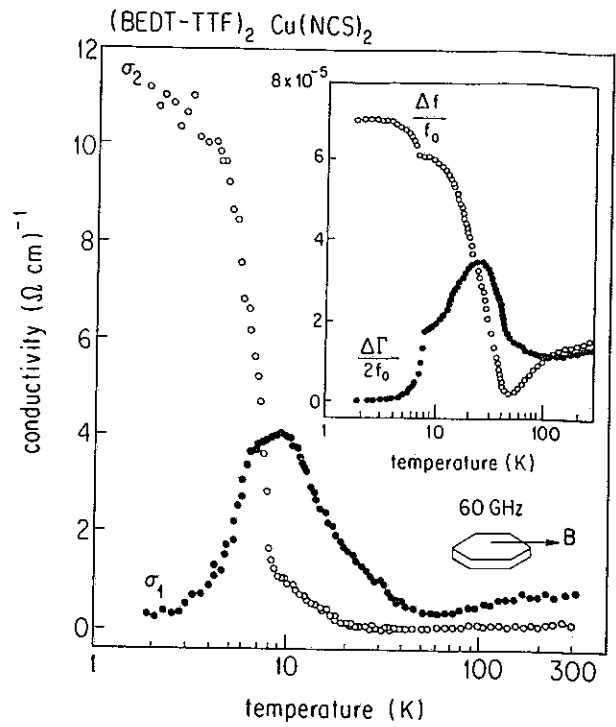 (BEDT-TTF)₂ Cu(NCS)₂
12
10
8
6
4
2
0
conductivity (Ω cm)⁻¹
σ₂
σ₁
1
10
100
300
temperature (K)
8x10⁻⁵
6
4
2
0
Δf
f₀
ΔΓ
2f₀
1
10
100
temperature (K)
60 GHz
B